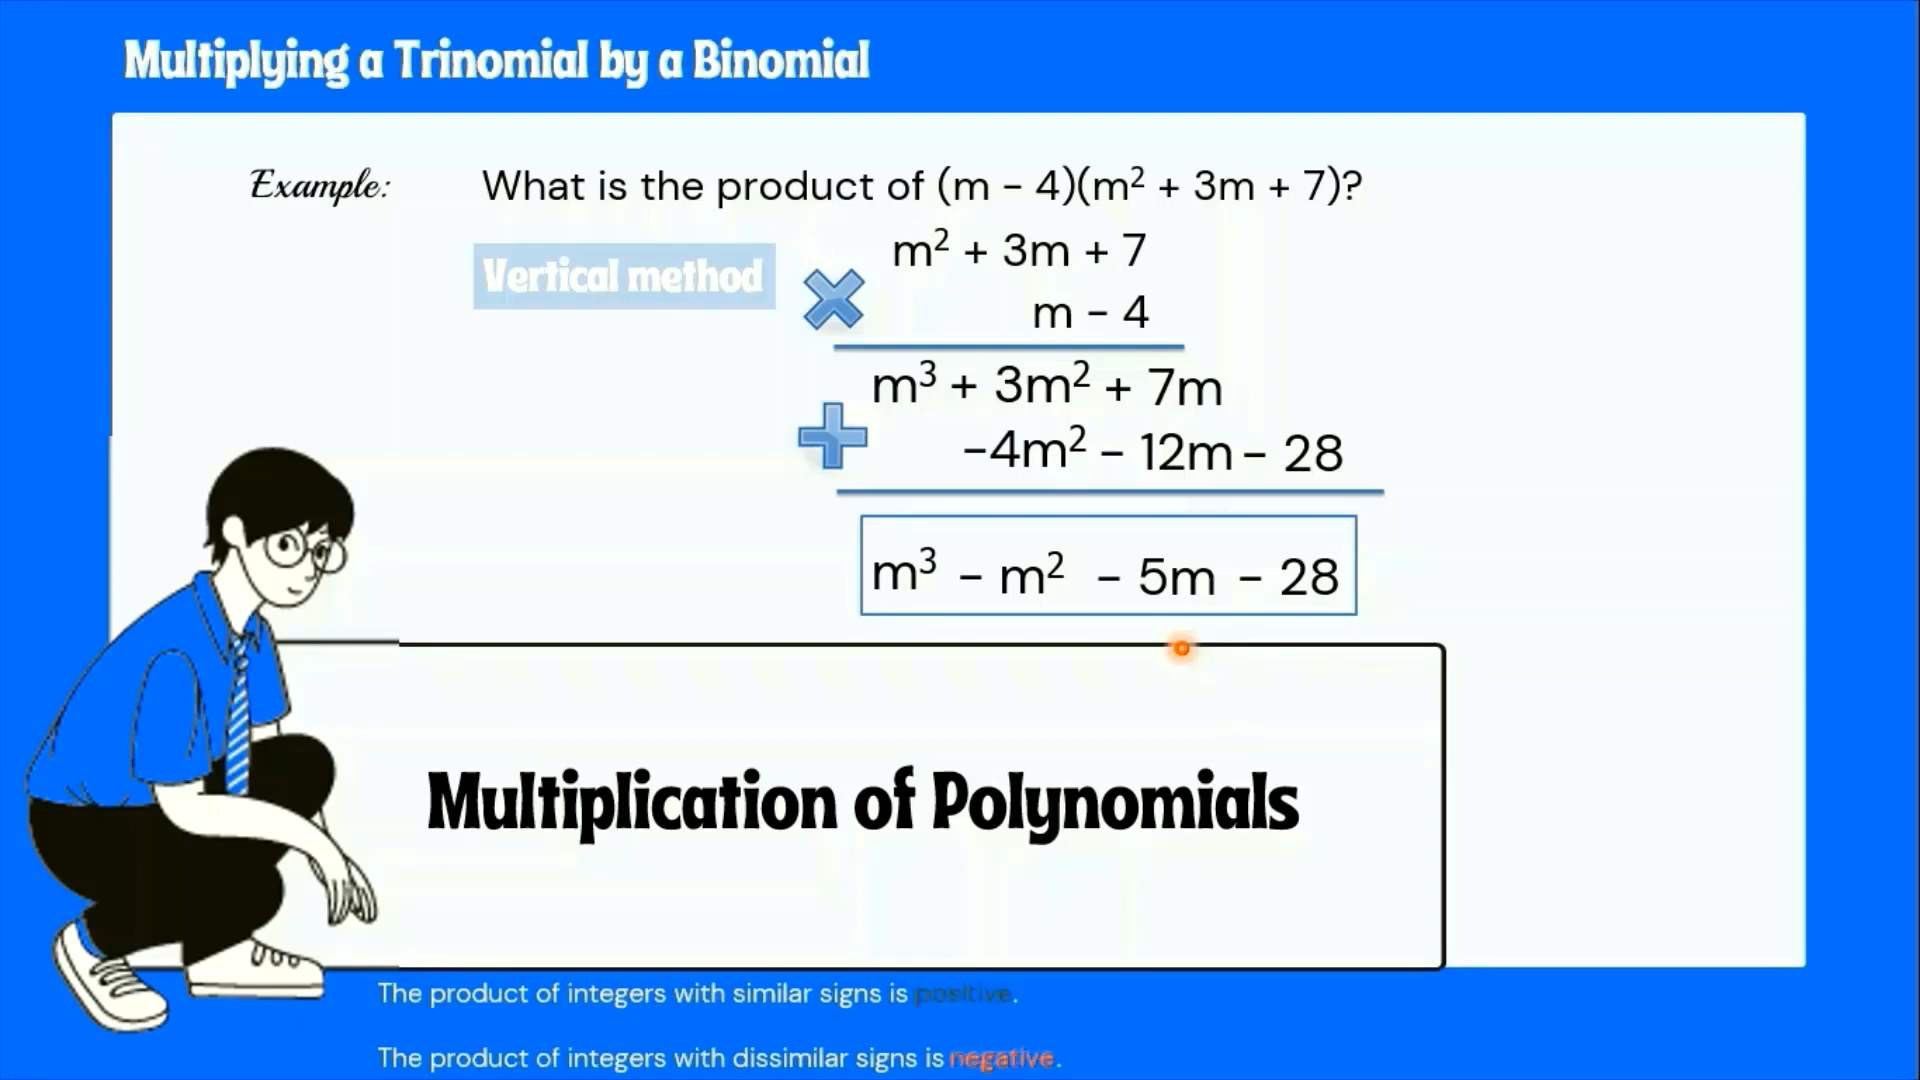 Multiplying a Trinomial by a Binomial
Example: What is the product of (m – 4)(m² + 3m + 7)?
Vertical method
m² + 3m + 7
m – 4
m³ + 3m² + 7m
–4m² – 12m – 28
m³ – m² – 5m – 28
Multiplication of Polynomials
The product of integers with similar signs is positive.
The product of integers with dissimilar signs is negative.